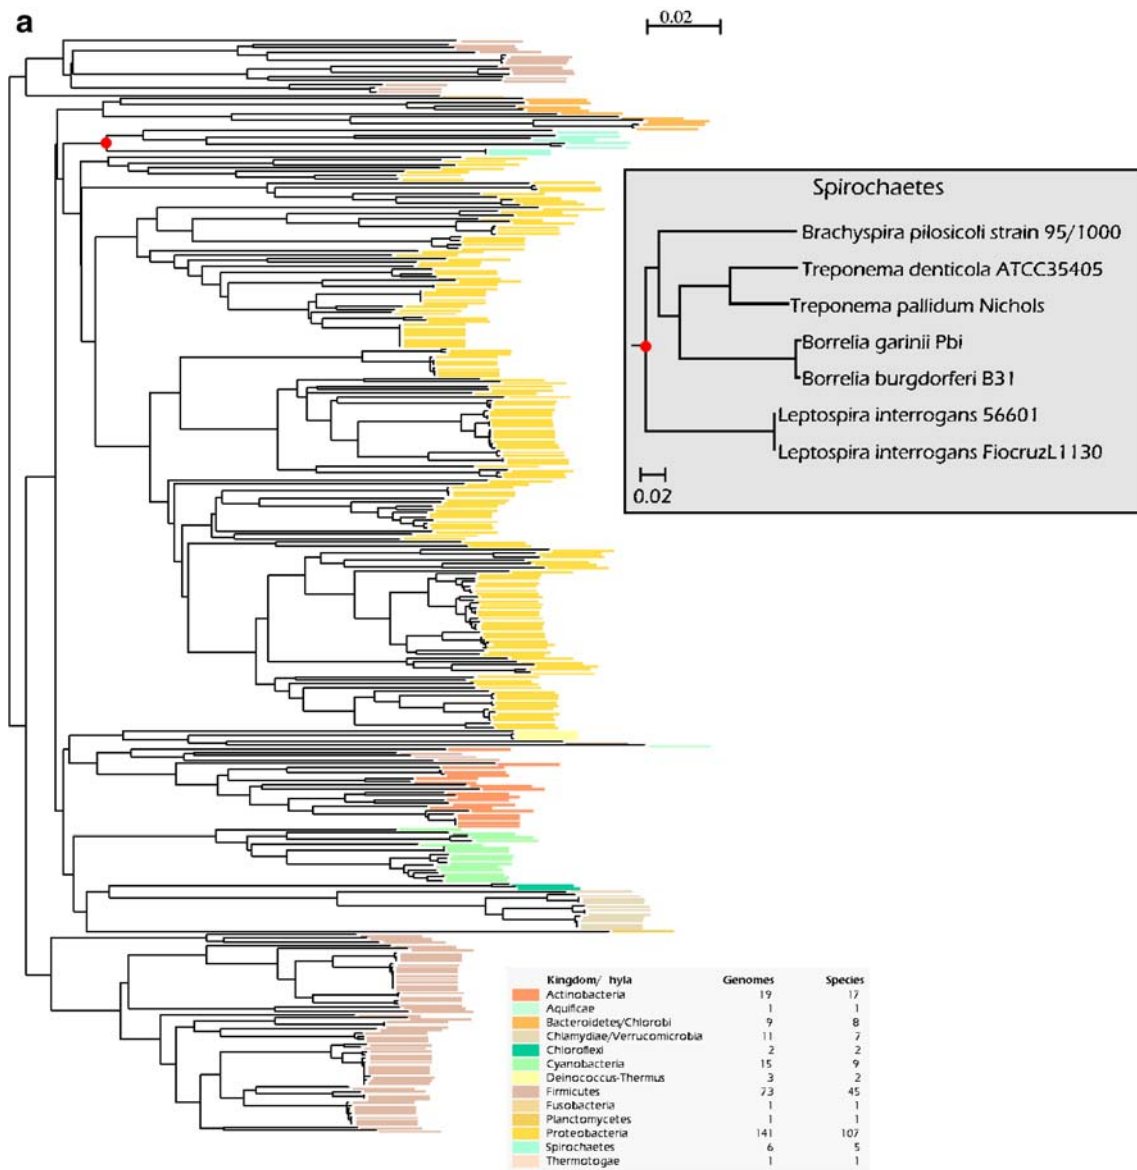 a
0.02
Spirochaetes
Brachyspira pilosicoli strain 95/1000
Treponema denticola ATCC35405
Treponema pallidum Nichols
Borrelia garinii Pbi
Borrelia burgdorferi B31
Leptospira interrogans 56601
Leptospira interrogans FiocruzL1130
0.02
Kingdom/ hyla Genomes Species
Actinobacteria 19 17
Aquificae 1 1
Bacteroidetes/Chlorobi 9 8
Chlamydiae/Verrucomicrobia 11 7
Chloroflexi 2 2
Cyanobacteria 15 9
Deinococcus-Thermus 3 2
Firmicutes 73 45
Fusobacteria 1 1
Planctomycetes 1 1
Proteobacteria 141 107
Spirochaetes 6 5
Thermotogae 1 1